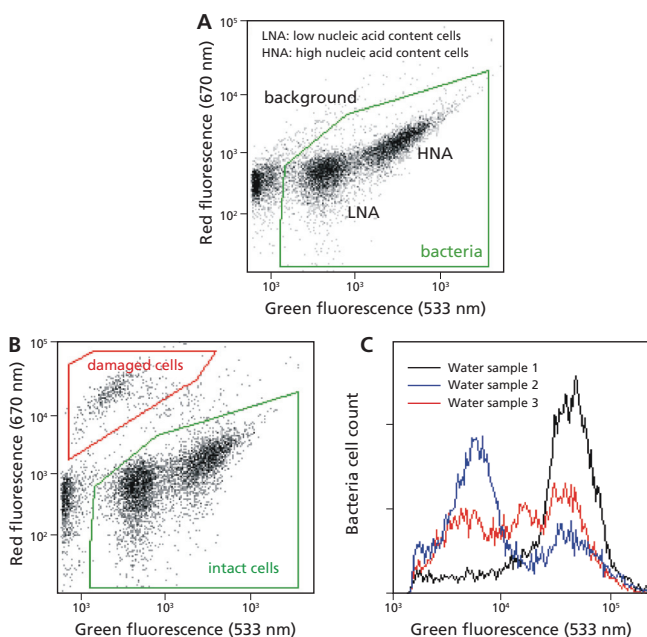 A
LNA: low nucleic acid content cells
HNA: high nucleic acid content cells
background
HNA
LNA
bacteria
Red fluorescence (670 nm)
10⁵
10⁴
10³
10²
10³
10³
10³
Green fluorescence (533 nm)
B
damaged cells
intact cells
Red fluorescence (670 nm)
10⁵
10⁴
10³
10²
10³
10³
10³
Green fluorescence (533 nm)
C
Water sample 1
Water sample 2
Water sample 3
Bacteria cell count
10³
10⁴
10⁵
Green fluorescence (533 nm)